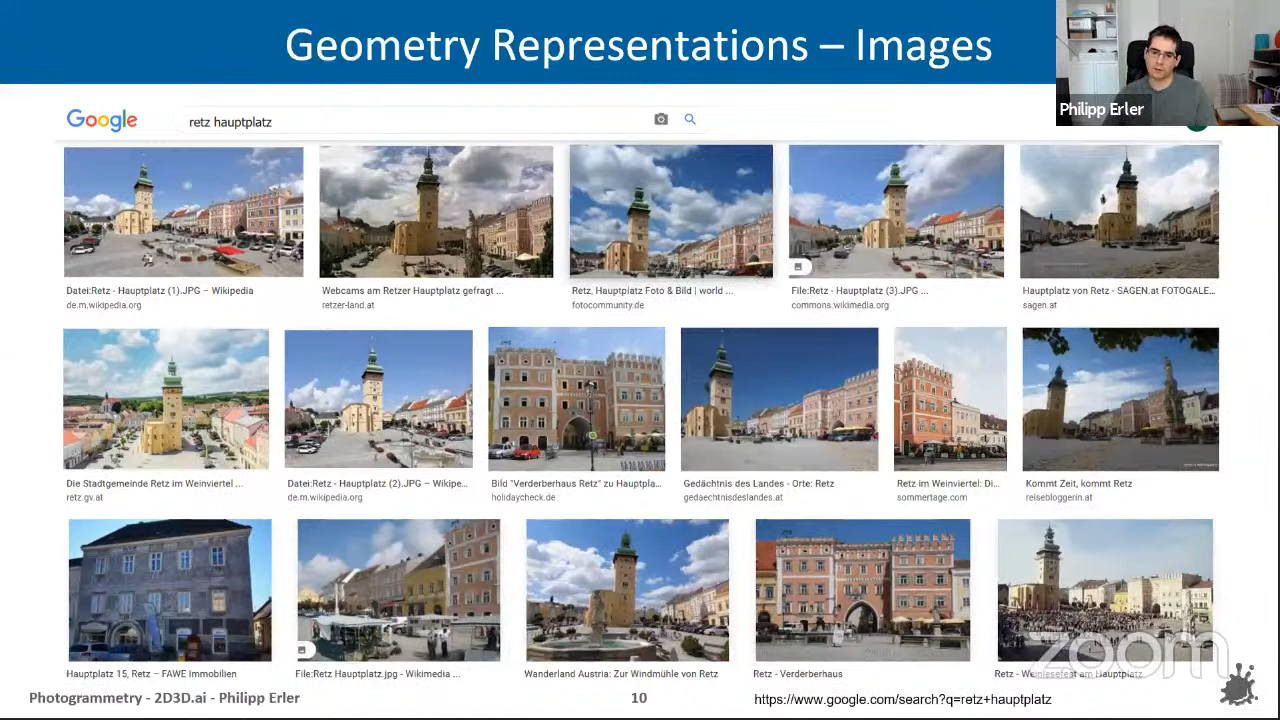 Geometry Representations – Images
Philipp Erler
Google
retz hauptplatz
Datei:Retz - Hauptplatz (1).JPG – Wikipedia
de.m.wikipedia.org
Webcams am Retzer Hauptplatz gefragt ...
retzer-land.at
Retz, Hauptplatz Foto & Bild | world ...
fotocommunity.de
File:Retz - Hauptplatz (3).JPG ...
commons.wikimedia.org
Hauptplatz von Retz - SAGEN.at FOTOGALE...
sagen.at
Die Stadtgemeinde Retz im Weinviertel ...
retz.gv.at
Datei:Retz - Hauptplatz (2).JPG – Wikipe...
de.m.wikipedia.org
Bild "Verderberhaus Retz" zu Hauptpla...
holidaycheck.de
Gedächtnis des Landes - Orte: Retz
gedaechtnisdeslandes.at
Retz im Weinviertel: Di...
sommertage.com
Kommt Zeit, kommt Retz
reisebloggerin.at
Hauptplatz 15, Retz – FAWE Immobilien
File:Retz Hauptplatz.jpg - Wikimedia ...
Wanderland Austria: Zur Windmühle von Retz
Retz - Verderberhaus
Retz - Weinlesefest am Hauptplatz
zoom
Photogrammetry - 2D3D.ai - Philipp Erler
10
https://www.google.com/search?q=retz+hauptplatz